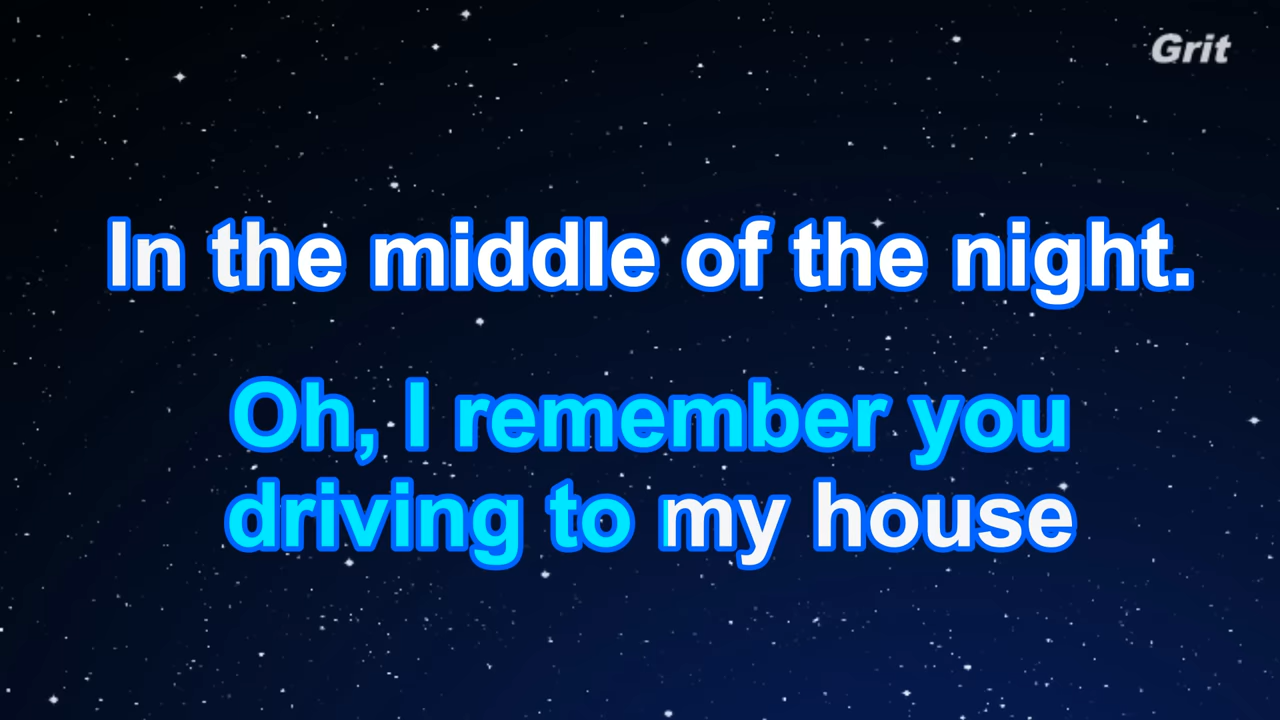 Grit
In the middle of the night.
Oh, I remember you
driving to my house